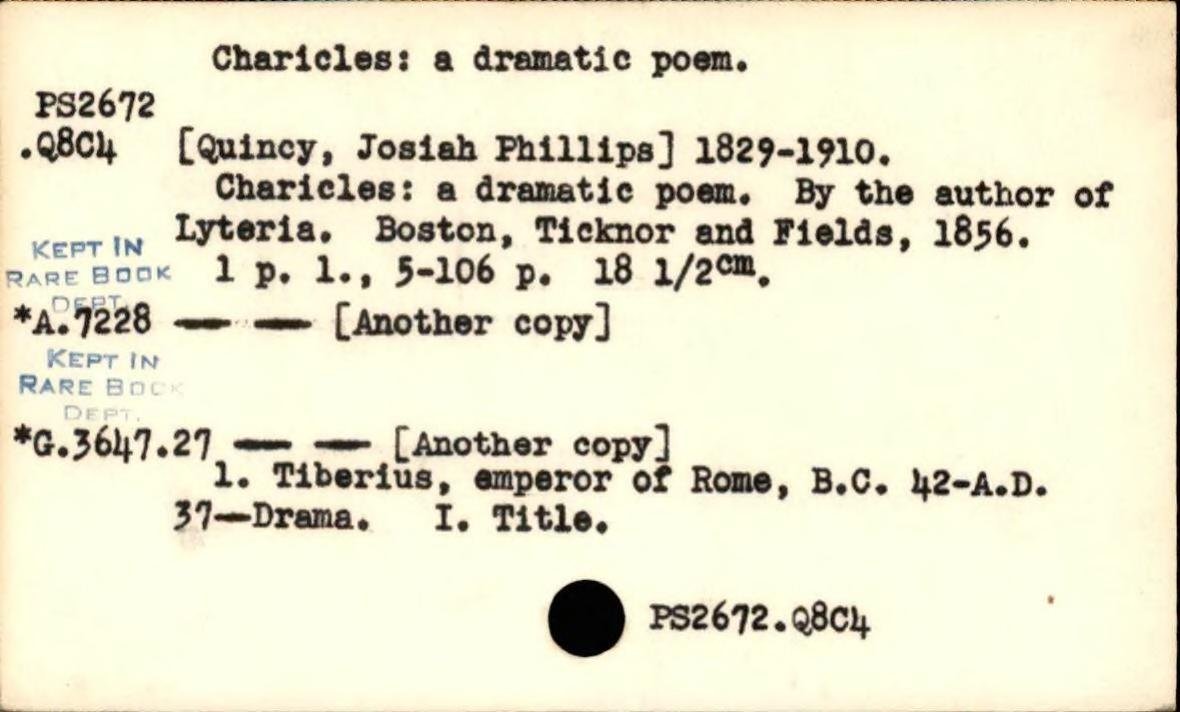 Charicles: a dramatic poem.
PS2672
.Q8C4 [Quincy, Josiah Phillips] 1829-1910.
Charicles: a dramatic poem. By the author of
Lyteria. Boston, Ticknor and Fields, 1856.
KEPT IN
RARE BOOK 1 p. l., 5-106 p. 18 1/2cm.
DEPT.
*A.7228 — — [Another copy]
KEPT IN
RARE BOOK
DEPT.
*G.3647.27 — — [Another copy]
1. Tiberius, emperor of Rome, B.C. 42-A.D.
37—Drama. I. Title.
PS2672.Q8C4